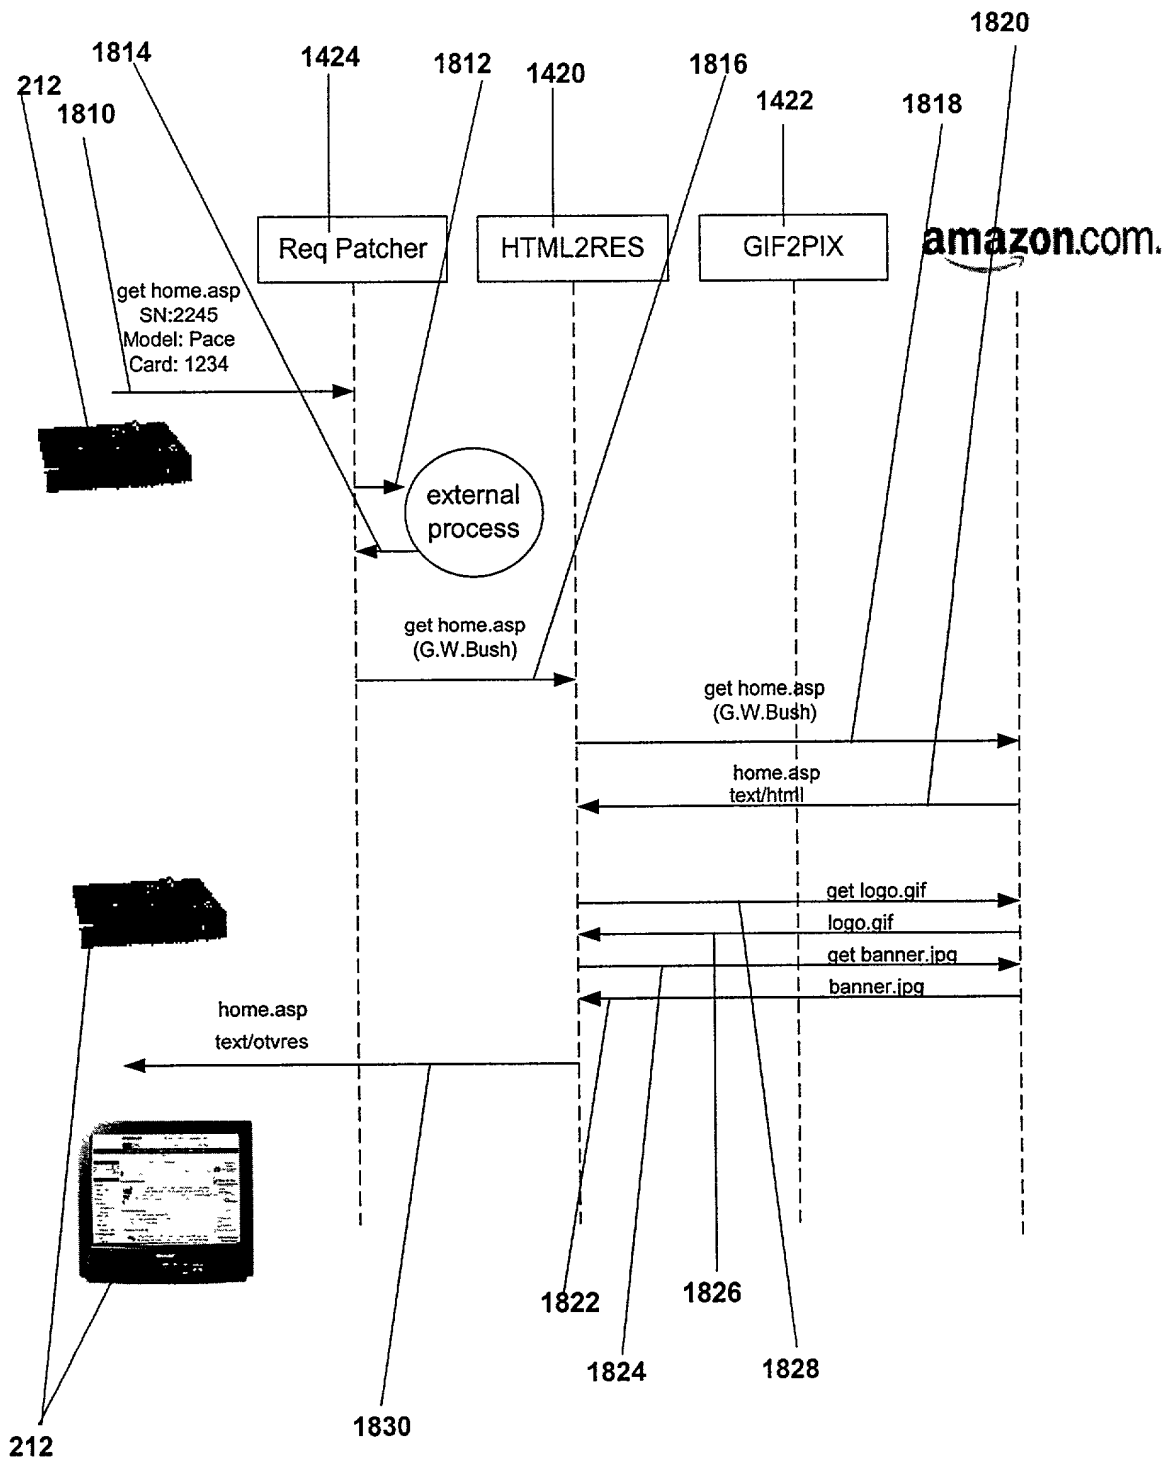 1820
1814
1424
1812
1420
1816
212
1810
1422
1818
Req Patcher
HTML2RES
GIF2PIX
amazon.com.
get home.asp
SN:2245
Model: Pace
Card: 1234
external
process
get home.asp
(G.W.Bush)
get home.asp
(G.W.Bush)
home.asp
text/html
get logo.gif
logo.gif
get banner.jpg
banner.jpg
home.asp
text/otvres
1822
1826
1824
1828
1830
212